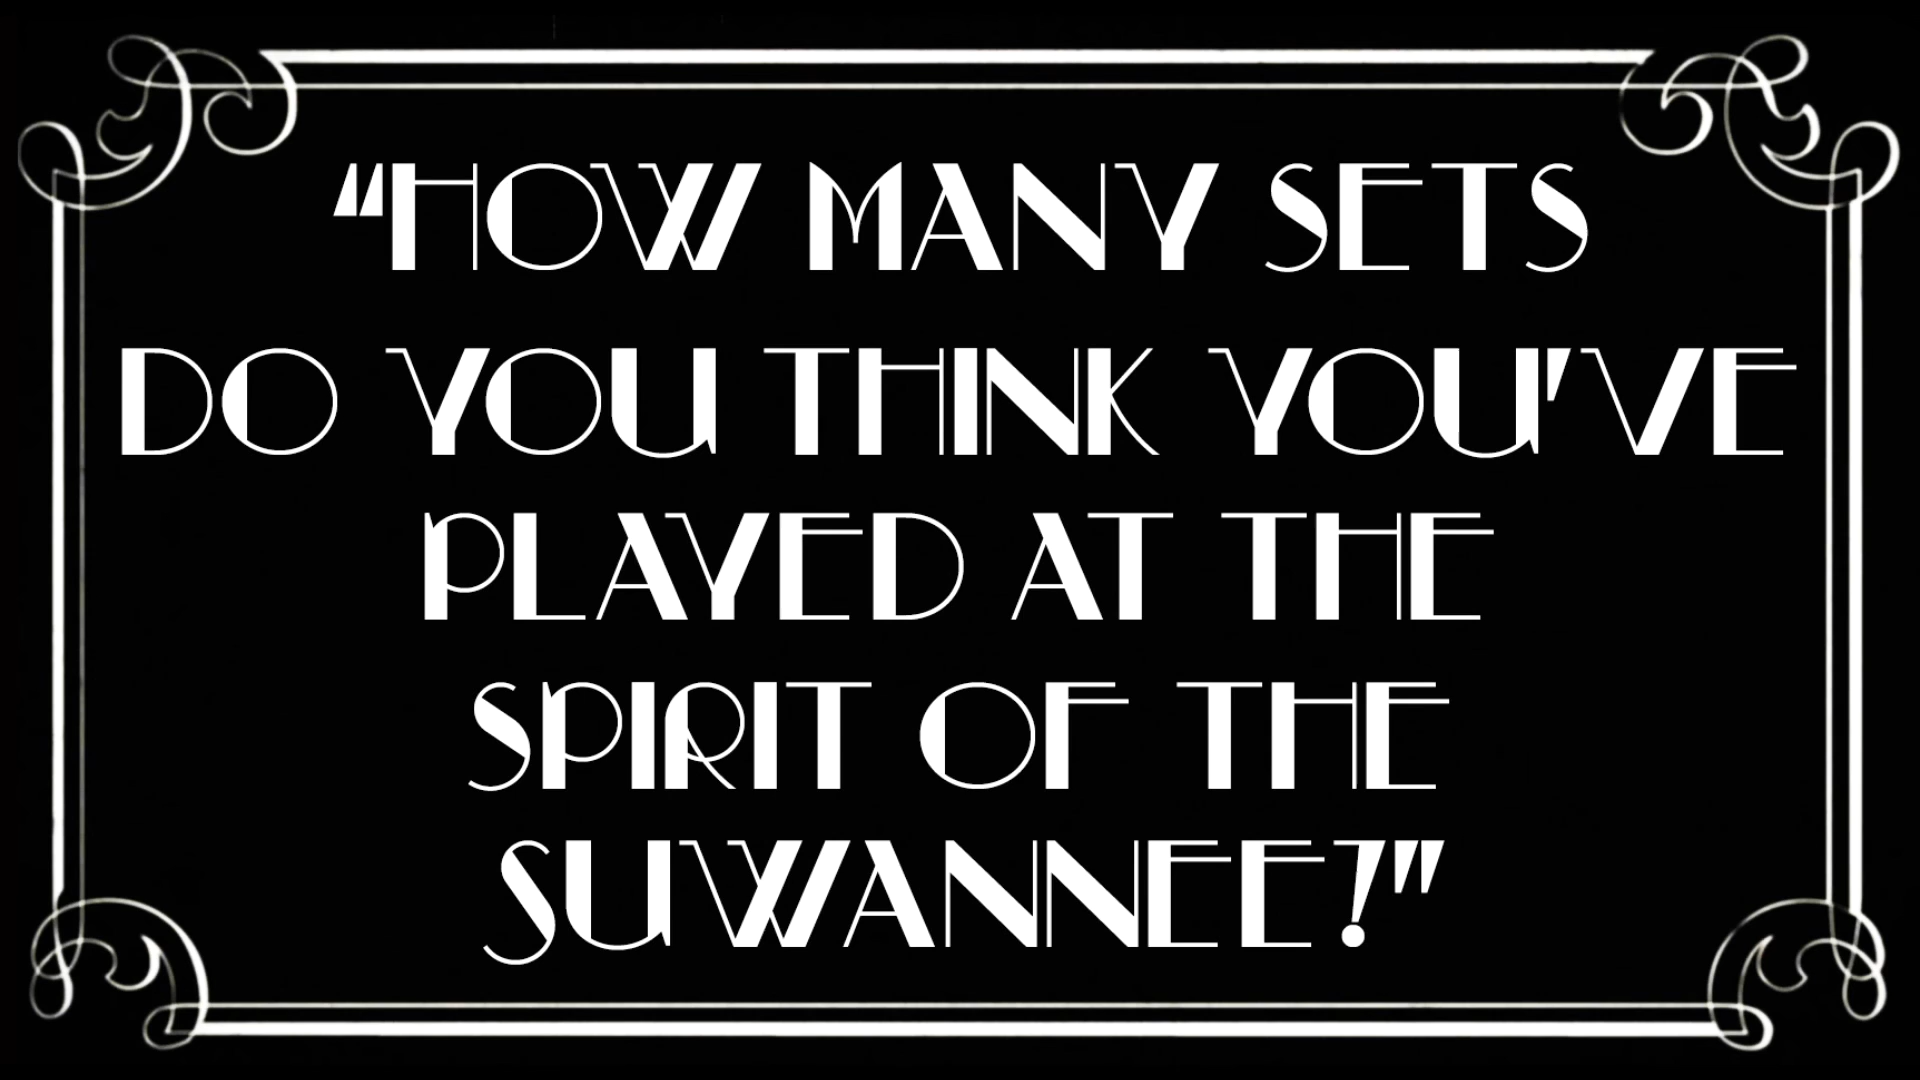 “HOW MANY SETS
DO YOU THINK YOU'VE
PLAYED AT THE
SPIRIT OF THE
SUWANNEE?"